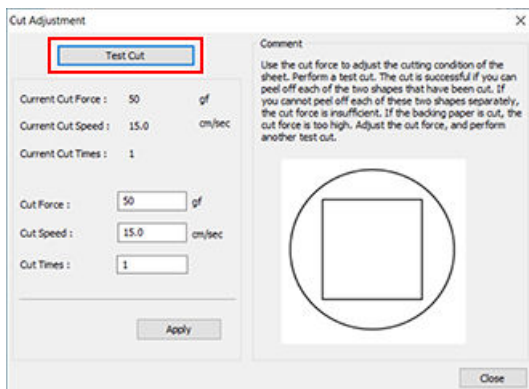 Cut Adjustment
Test Cut
Current Cut Force : 50 gf
Current Cut Speed : 15.0 cm/sec
Current Cut Times : 1
Cut Force : 50 gf
Cut Speed : 15.0 cm/sec
Cut Times : 1
Apply
Comment
Use the cut force to adjust the cutting condition of the
sheet. Perform a test cut. The cut is successful if you can
peel off each of the two shapes that have been cut. If
you cannot peel off each of these two shapes separately,
the cut force is insufficient. If the backing paper is cut, the
cut force is too high. Adjust the cut force, and perform
another test cut.
Close